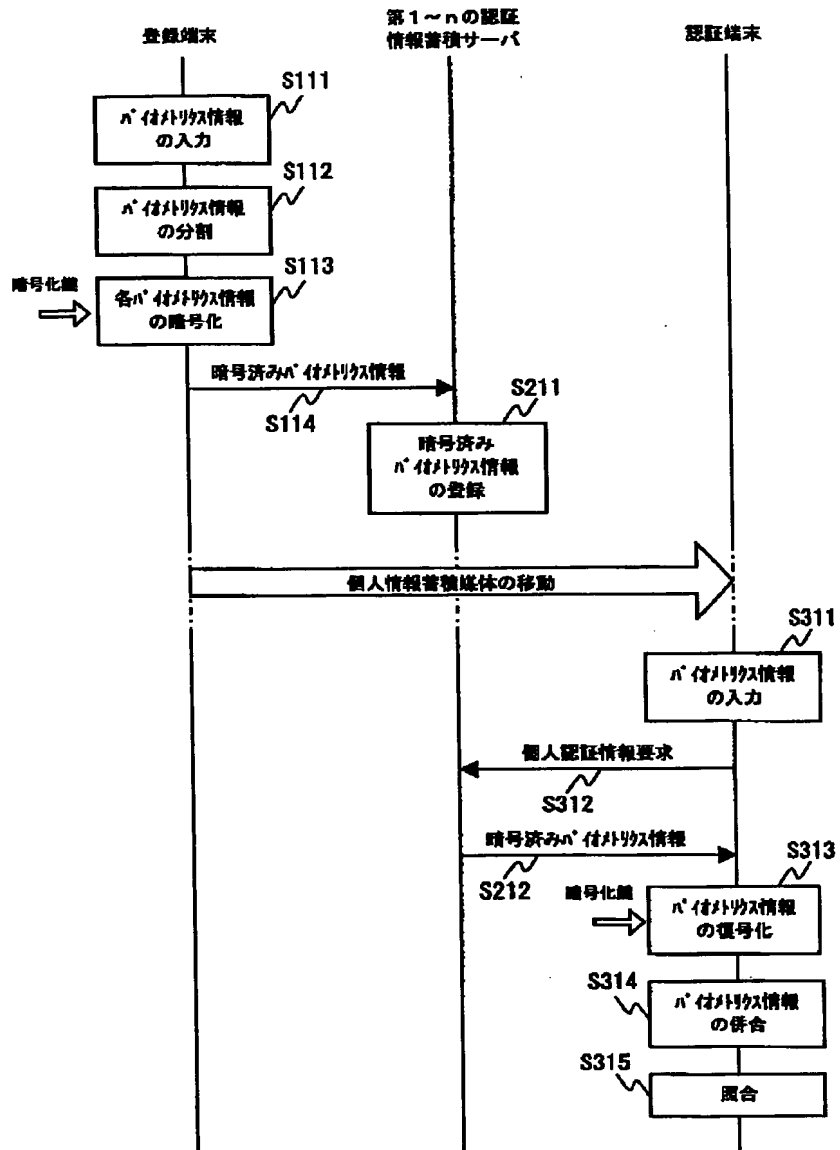 登録端末
第1~nの認証
情報蓄積サーバ
認証端末
S111
バイオメトリクス情報
の入力
S112
バイオメトリクス情報
の分割
S113
暗号化鍵
各バイオメトリクス情報
の暗号化
暗号済みバイオメトリクス情報
S114
S211
暗号済み
バイオメトリクス情報
の登録
個人情報蓄積媒体の移動
S311
バイオメトリクス情報
の入力
個人認証情報要求
S312
暗号済みバイオメトリクス情報
S212
S313
暗号化鍵
バイオメトリクス情報
の復号化
S314
バイオメトリクス情報
の併合
S315
照合